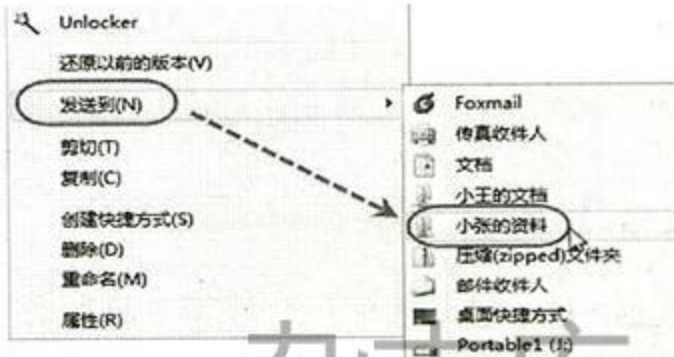 Unlocker
还原以前的版本(V)
发送到(N)
剪切(T)
复制(C)
创建快捷方式(S)
删除(D)
重命名(M)
属性(R)
Foxmail
传真收件人
文档
小王的文档
小张的资料
压缩(zipped)文件夹
邮件收件人
桌面快捷方式
Portable1 (J:)